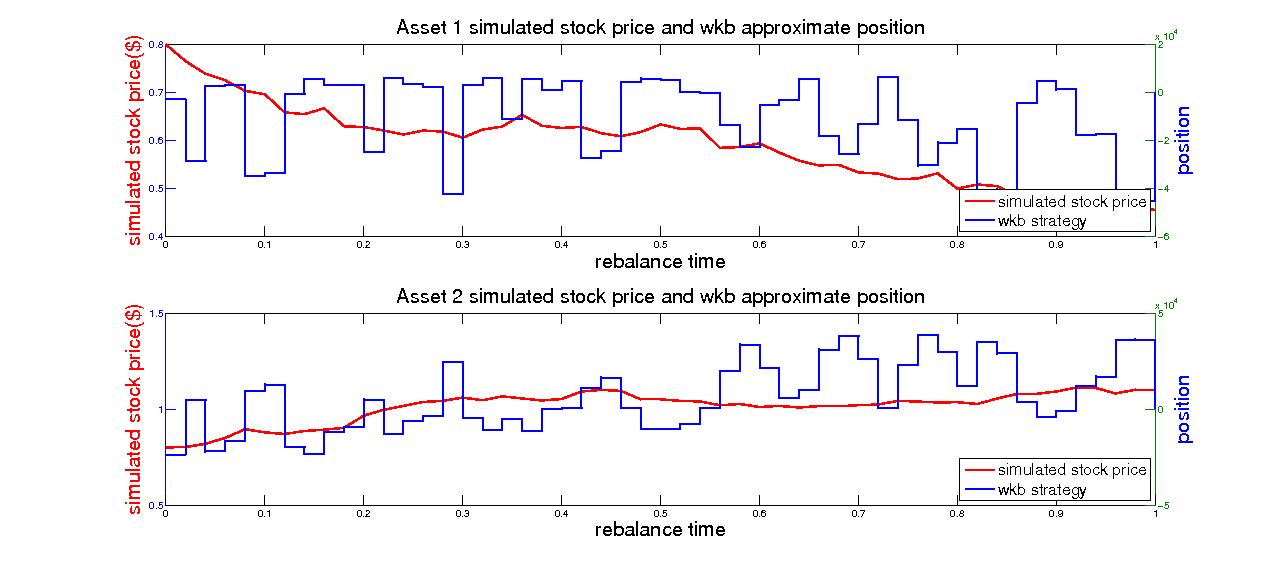 Asset 1 simulated stock price and wkb approximate position
x 10^4
simulated stock price($)
0.8
0.7
0.6
0.5
0.4
2
0
-2
-4
-6
position
simulated stock price
wkb strategy
0 0.1 0.2 0.3 0.4 0.5 0.6 0.7 0.8 0.9 1
rebalance time
Asset 2 simulated stock price and wkb approximate position
x 10^4
simulated stock price($)
1.5
1
0.5
5
0
-5
position
simulated stock price
wkb strategy
0 0.1 0.2 0.3 0.4 0.5 0.6 0.7 0.8 0.9 1
rebalance time